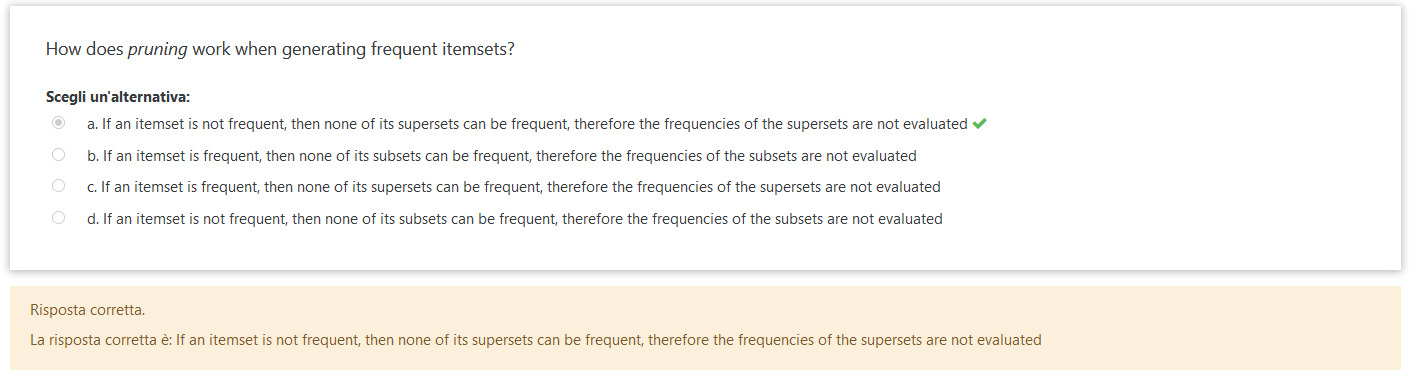 How does pruning work when generating frequent itemsets?
Scegli un'alternativa:
a. If an itemset is not frequent, then none of its supersets can be frequent, therefore the frequencies of the supersets are not evaluated
b. If an itemset is frequent, then none of its subsets can be frequent, therefore the frequencies of the subsets are not evaluated
c. If an itemset is frequent, then none of its supersets can be frequent, therefore the frequencies of the supersets are not evaluated
d. If an itemset is not frequent, then none of its subsets can be frequent, therefore the frequencies of the subsets are not evaluated
Risposta corretta.
La risposta corretta è: If an itemset is not frequent, then none of its supersets can be frequent, therefore the frequencies of the supersets are not evaluated